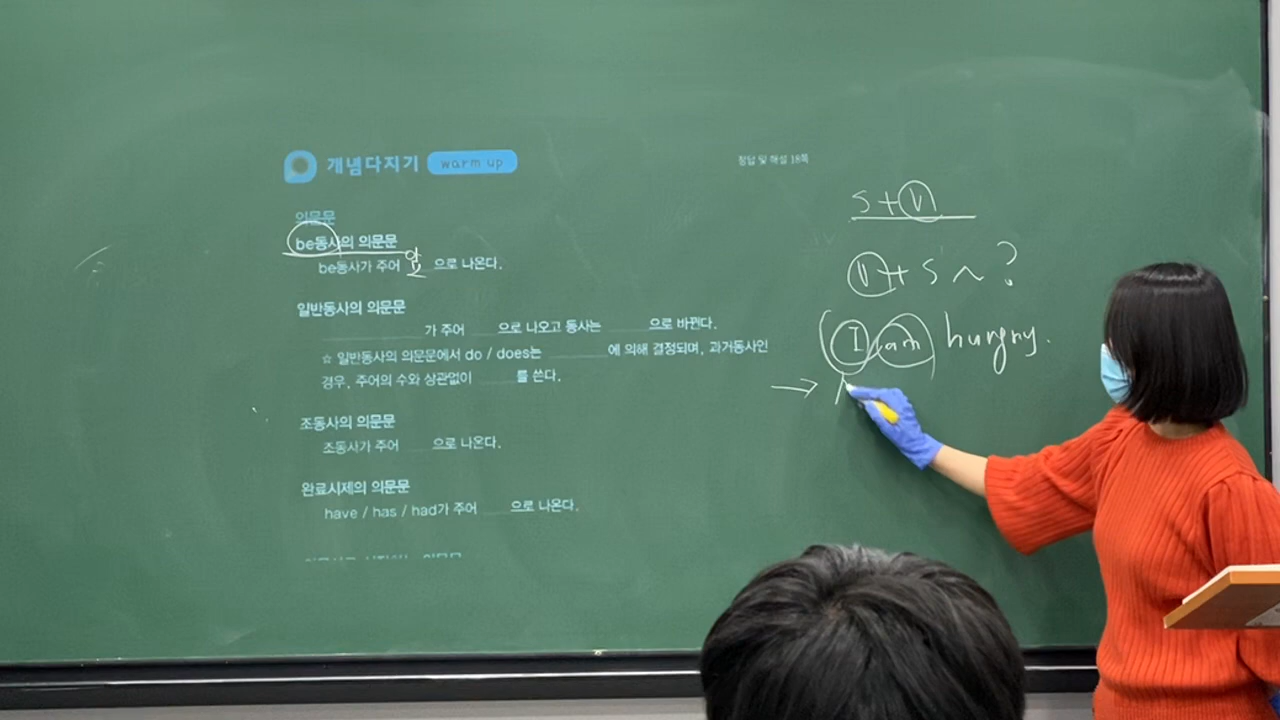 개념다지기 warm up
정답 및 해설 18쪽
의문문
be동사의 의문문
be동사가 주어 앞 으로 나온다.
일반동사의 의문문
가 주어 으로 나오고 동사는 으로 바뀐다.
☆ 일반동사의 의문문에서 do / does는 에 의해 결정되며, 과거동사인
경우, 주어의 수와 상관없이 를 쓴다.
조동사의 의문문
조동사가 주어 으로 나온다.
완료시제의 의문문
have / has / had가 주어 으로 나온다.
S + V
V + S ~ ?
(I am) hungry.
→